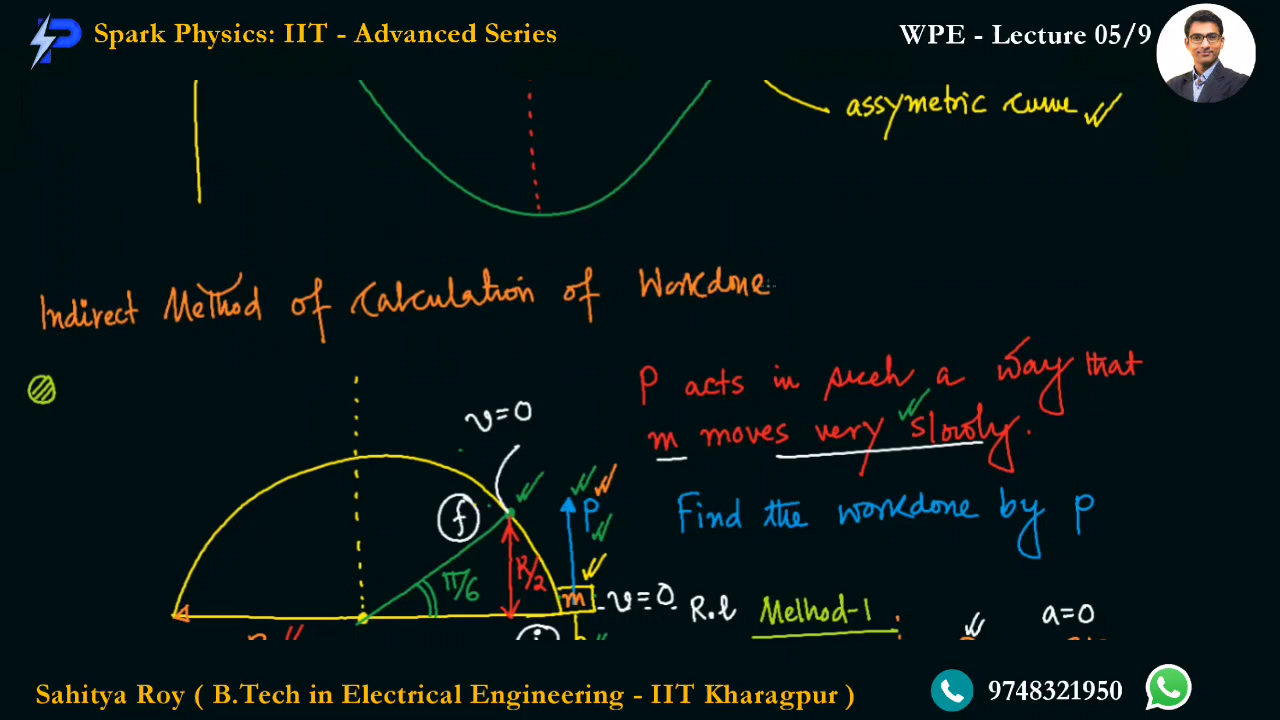 Spark Physics: IIT - Advanced Series
WPE - Lecture 05/9
assymetric curve
Indirect Method of Calculation of Workdone
P acts in such a way that
m moves very slowly.
Find the workdone by P
v=0
f
P
π/6
R/2
m
v=0
R.l
Method-1
a=0
i
Sahitya Roy ( B.Tech in Electrical Engineering - IIT Kharagpur )
9748321950